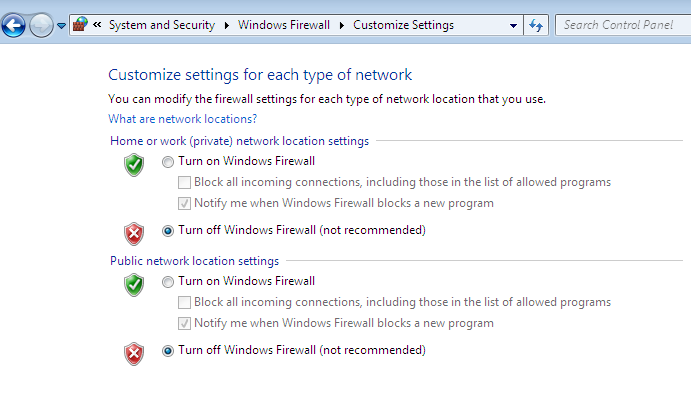 « System and Security ▸ Windows Firewall ▸ Customize Settings
Search Control Panel
Customize settings for each type of network
You can modify the firewall settings for each type of network location that you use.
What are network locations?
Home or work (private) network location settings
Turn on Windows Firewall
Block all incoming connections, including those in the list of allowed programs
Notify me when Windows Firewall blocks a new program
Turn off Windows Firewall (not recommended)
Public network location settings
Turn on Windows Firewall
Block all incoming connections, including those in the list of allowed programs
Notify me when Windows Firewall blocks a new program
Turn off Windows Firewall (not recommended)